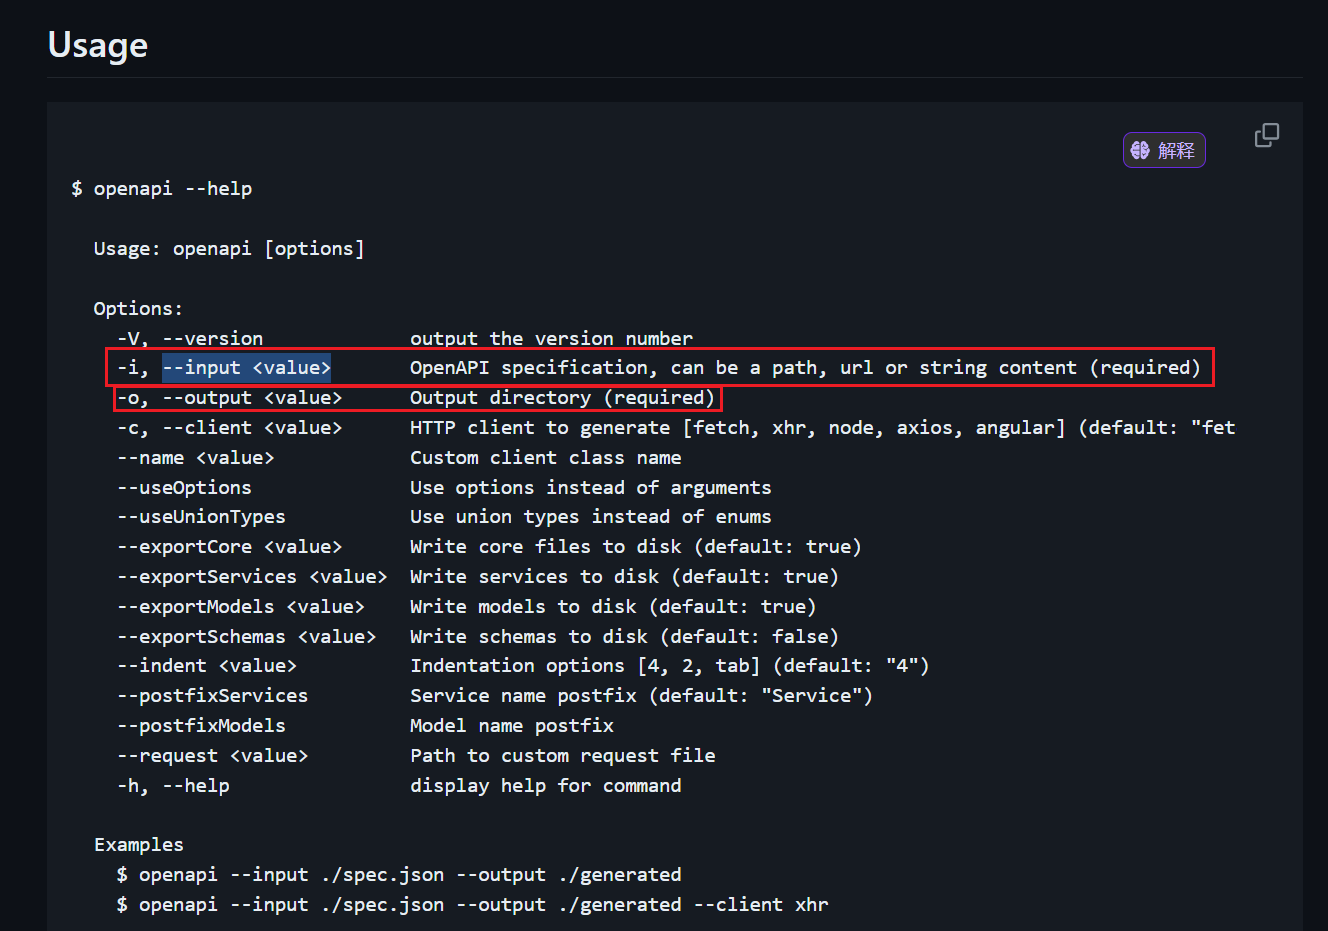 Usage
解释
$ openapi --help
Usage: openapi [options]
Options:
-V, --version output the version number
-i, --input <value> OpenAPI specification, can be a path, url or string content (required)
-o, --output <value> Output directory (required)
-c, --client <value> HTTP client to generate [fetch, xhr, node, axios, angular] (default: "fet
--name <value> Custom client class name
--useOptions Use options instead of arguments
--useUnionTypes Use union types instead of enums
--exportCore <value> Write core files to disk (default: true)
--exportServices <value> Write services to disk (default: true)
--exportModels <value> Write models to disk (default: true)
--exportSchemas <value> Write schemas to disk (default: false)
--indent <value> Indentation options [4, 2, tab] (default: "4")
--postfixServices Service name postfix (default: "Service")
--postfixModels Model name postfix
--request <value> Path to custom request file
-h, --help display help for command
Examples
$ openapi --input ./spec.json --output ./generated
$ openapi --input ./spec.json --output ./generated --client xhr